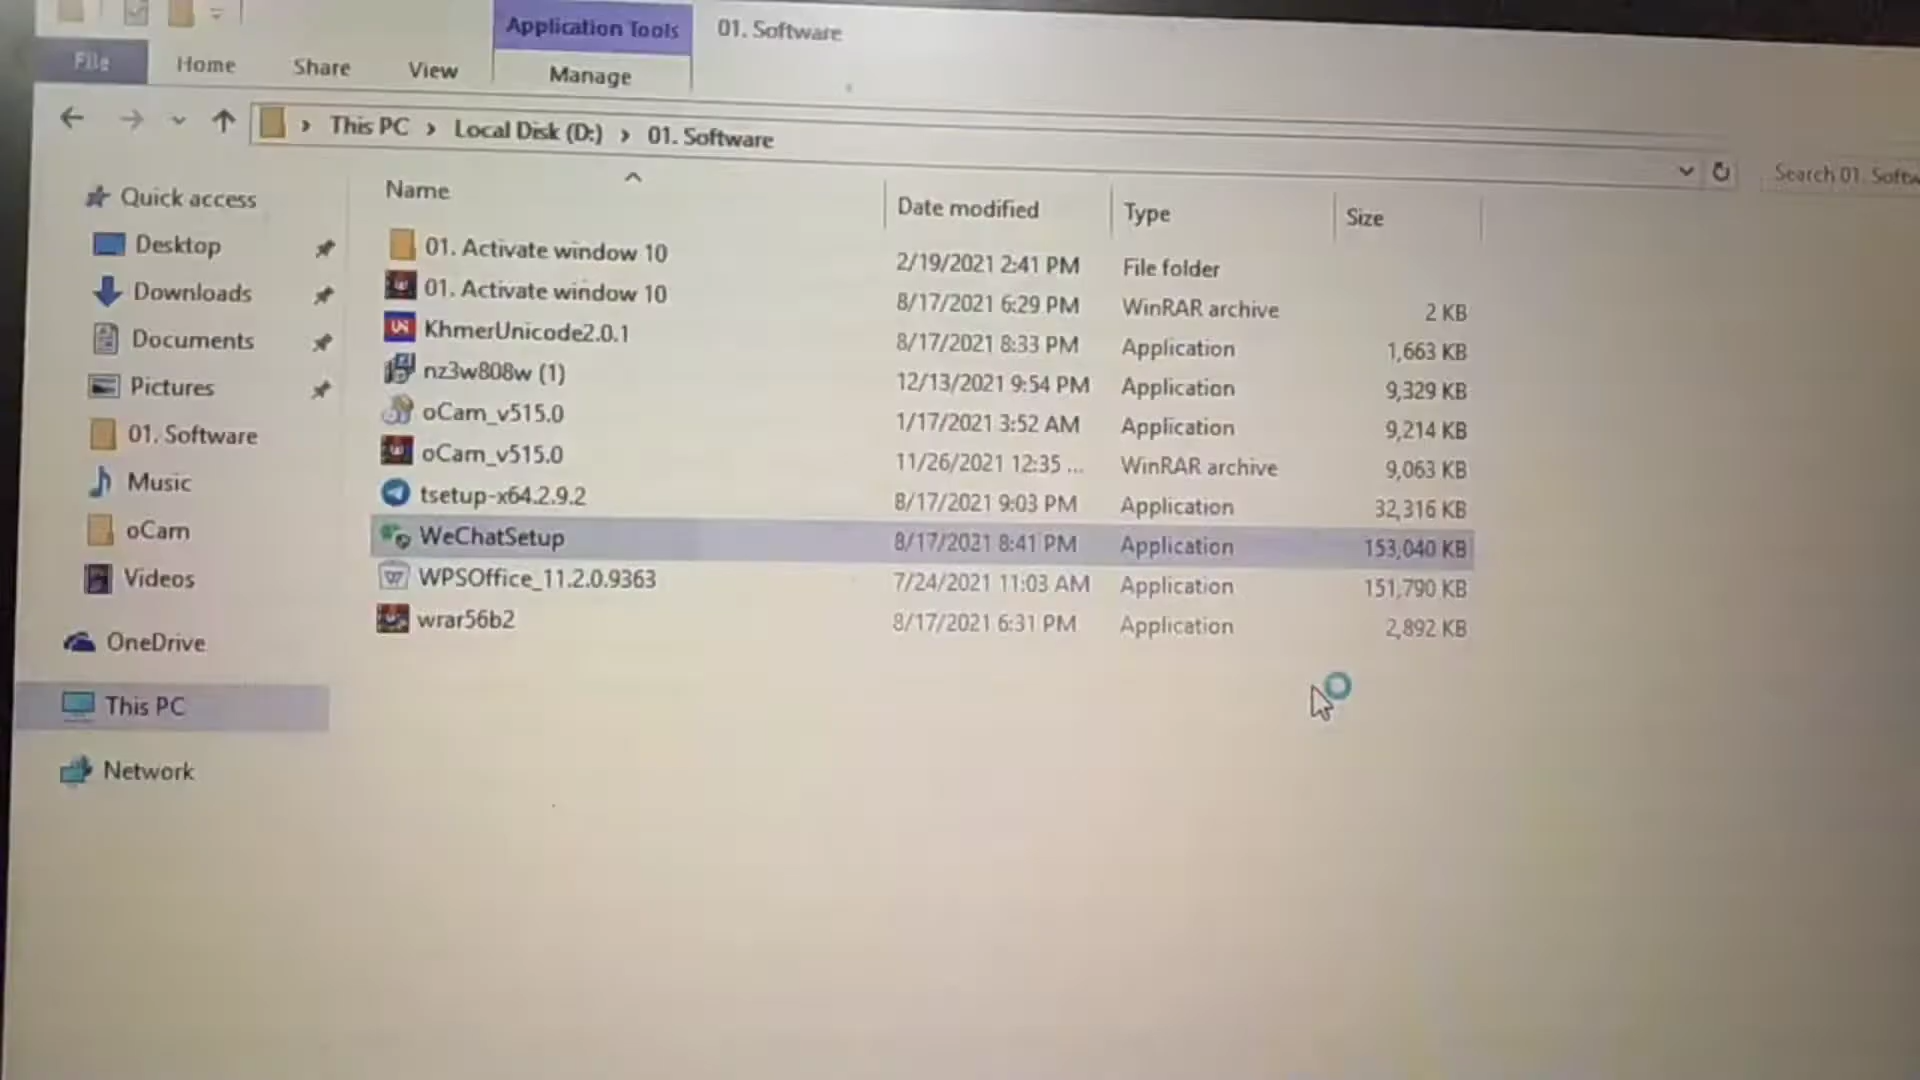 Application Tools
01. Software
File
Home
Share
View
Manage
This PC
Local Disk (D:)
01. Software
Search 01.
Quick access
Desktop
Downloads
Documents
Pictures
01. Software
Music
oCam
Videos
OneDrive
This PC
Network
Name Date modified Type Size
01. Activate window 10 2/19/2021 2:41 PM File folder
01. Activate window 10 8/17/2021 6:29 PM WinRAR archive 2 KB
KhmerUnicode2.0.1 8/17/2021 8:33 PM Application 1,663 KB
nz3w808w (1) 12/13/2021 9:54 PM Application 9,329 KB
oCam_v515.0 1/17/2021 3:52 AM Application 9,214 KB
oCam_v515.0 11/26/2021 12:35 ... WinRAR archive 9,063 KB
tsetup-x64.2.9.2 8/17/2021 9:03 PM Application 32,316 KB
WeChatSetup 8/17/2021 8:41 PM Application 153,040 KB
WPSOffice_11.2.0.9363 7/24/2021 11:03 AM Application 151,790 KB
wrar56b2 8/17/2021 6:31 PM Application 2,892 KB